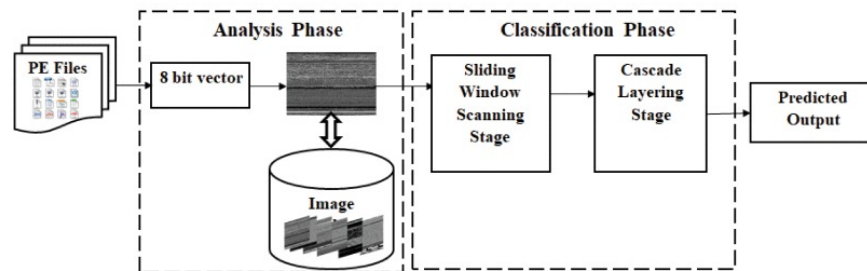 Analysis Phase
Classification Phase
PE Files
8 bit vector
Sliding
Window
Scanning
Stage
Cascade
Layering
Stage
Predicted
Output
Image